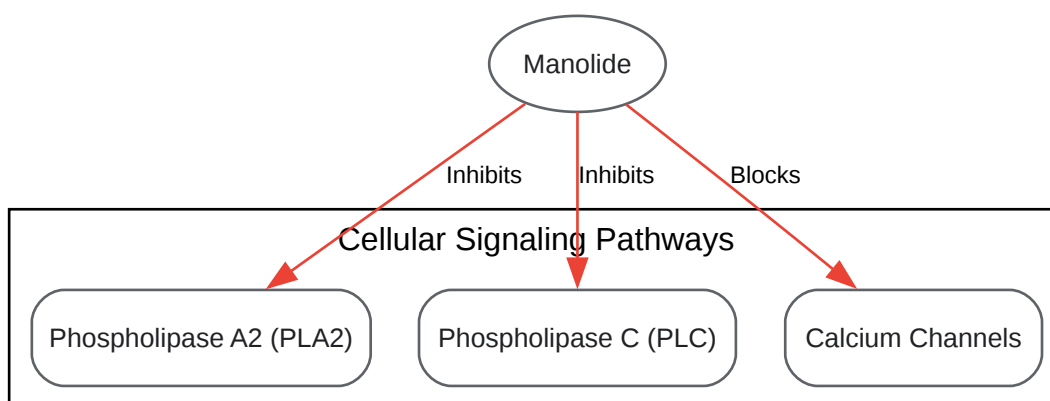 Manolide
Inhibits
Inhibits
Blocks
Cellular Signaling Pathways
Phospholipase A2 (PLA2)
Phospholipase C (PLC)
Calcium Channels